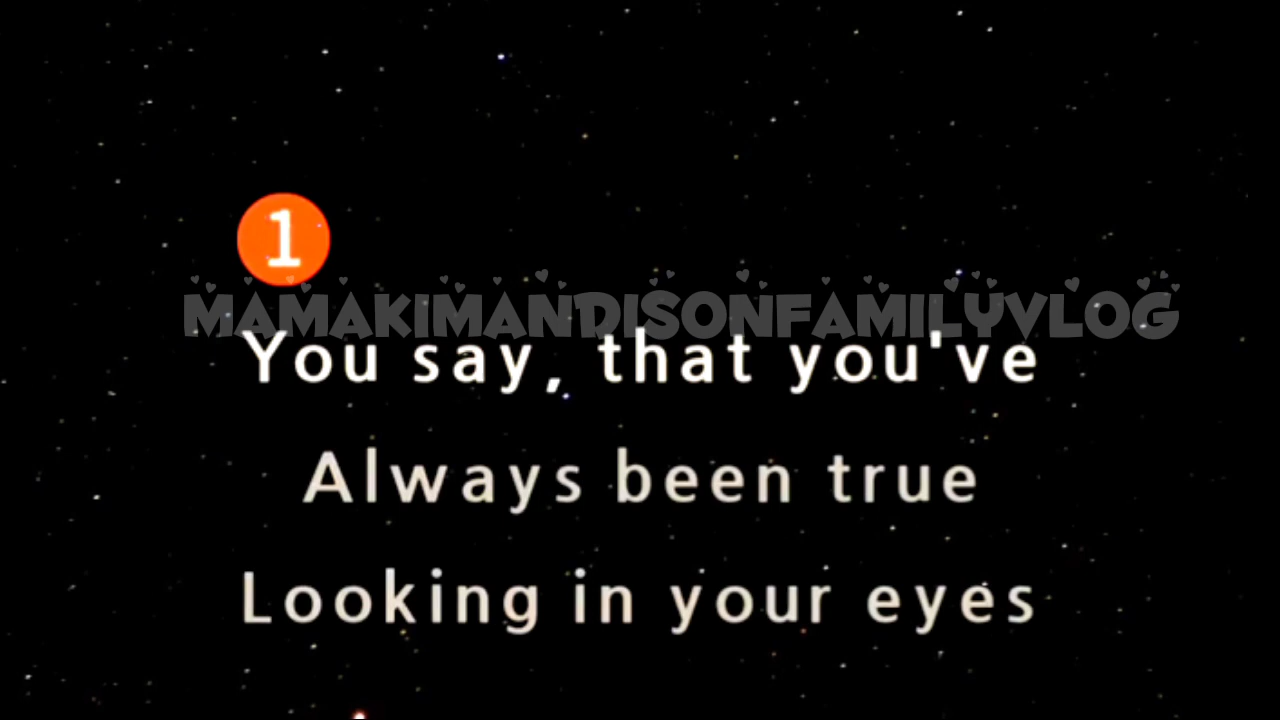 1
MAMAKIMANDISONFAMILYVLOG
You say, that you've
Always been true
Looking in your eyes